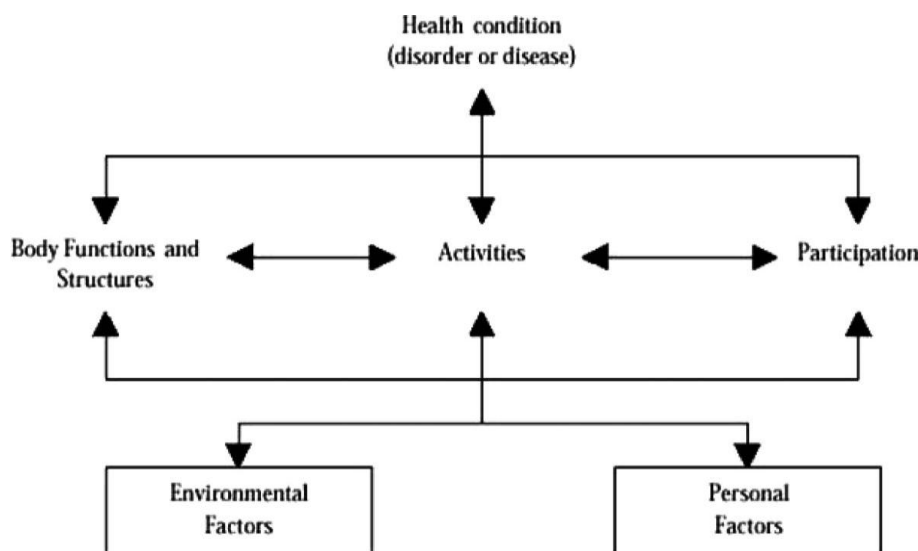 Health condition
(disorder or disease)
Body Functions and
Structures
Activities
Participation
Environmental
Factors
Personal
Factors